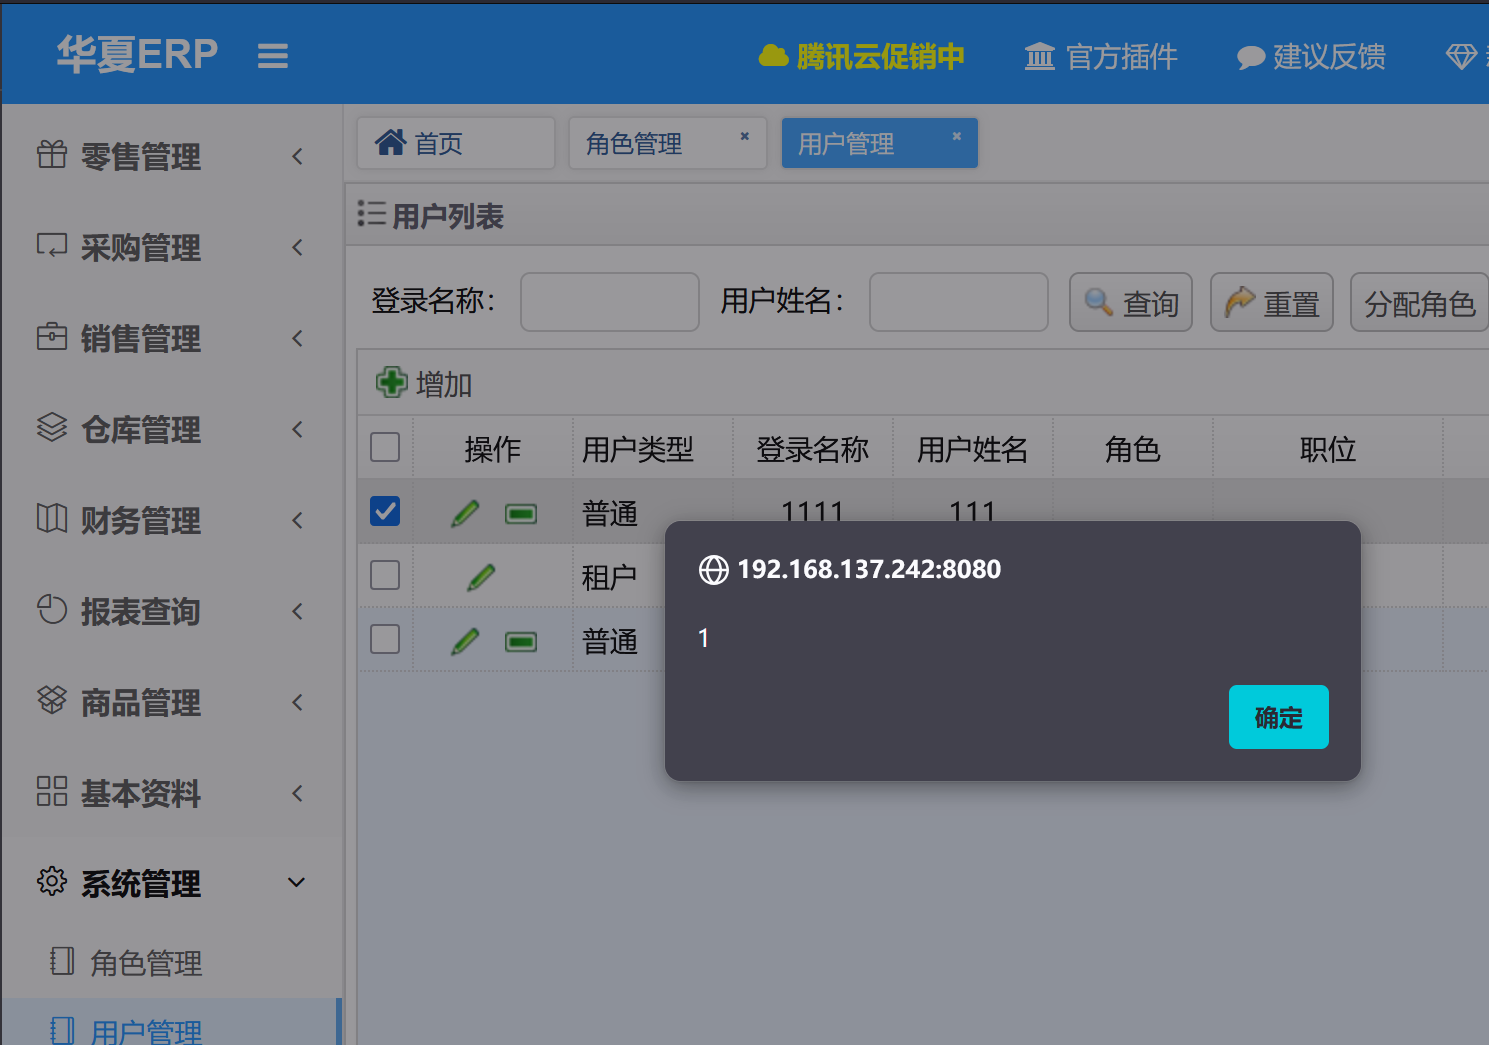 华夏ERP
腾讯云促销中
官方插件
建议反馈
零售管理
采购管理
销售管理
仓库管理
财务管理
报表查询
商品管理
基本资料
系统管理
角色管理
用户管理
首页
角色管理
用户管理
用户列表
登录名称：
用户姓名：
查询
重置
分配角色
增加
操作 用户类型 登录名称 用户姓名 角色 职位
普通 1111 111
租户
普通
192.168.137.242:8080
1
确定